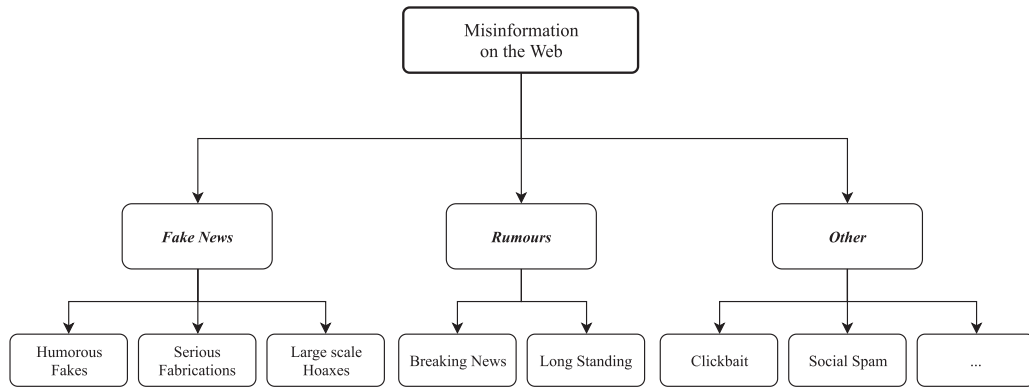 Misinformation
on the Web
Fake News
Rumours
Other
Humorous
Fakes
Serious
Fabrications
Large scale
Hoaxes
Breaking News
Long Standing
Clickbait
Social Spam
...